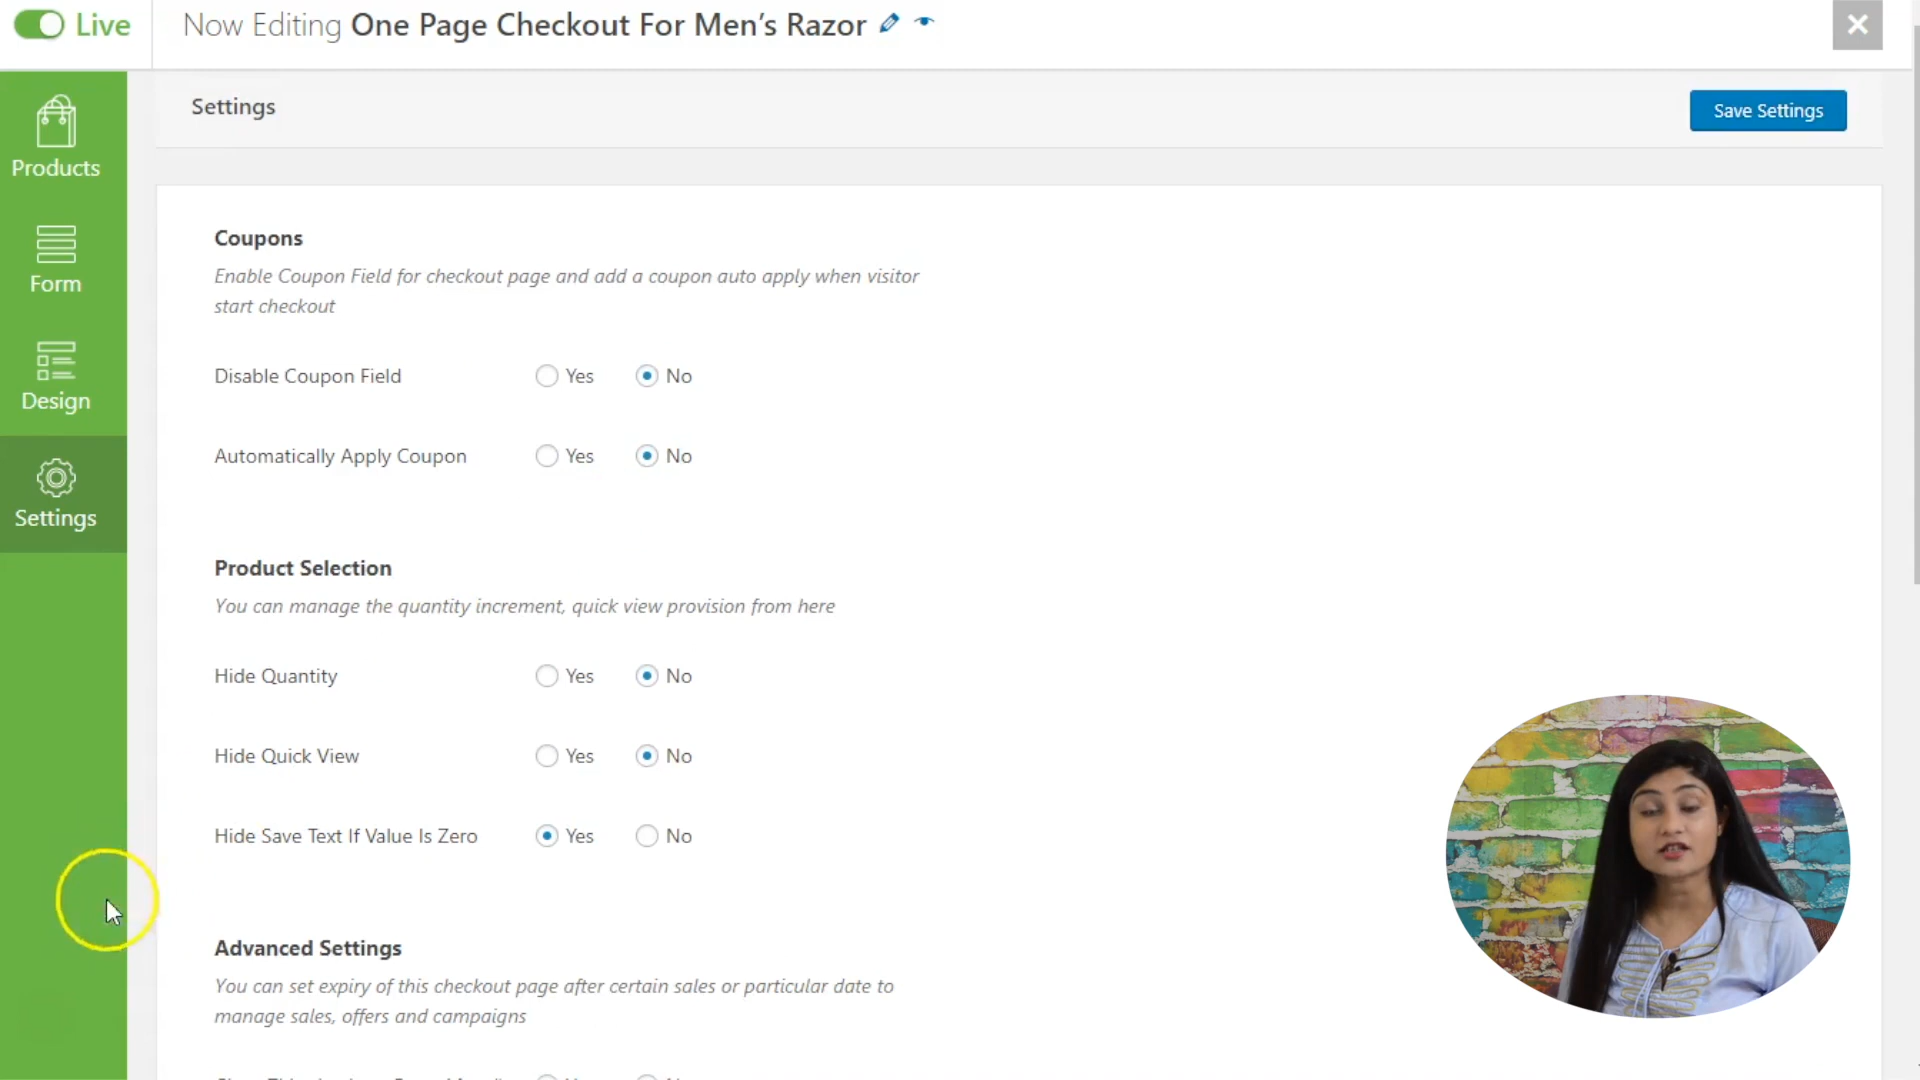 Live
Now Editing One Page Checkout For Men's Razor
Products
Form
Design
Settings
Settings
Save Settings
Coupons
Enable Coupon Field for checkout page and add a coupon auto apply when visitor
start checkout
Disable Coupon Field Yes No
Automatically Apply Coupon Yes No
Product Selection
You can manage the quantity increment, quick view provision from here
Hide Quantity Yes No
Hide Quick View Yes No
Hide Save Text If Value Is Zero Yes No
Advanced Settings
You can set expiry of this checkout page after certain sales or particular date to
manage sales, offers and campaigns